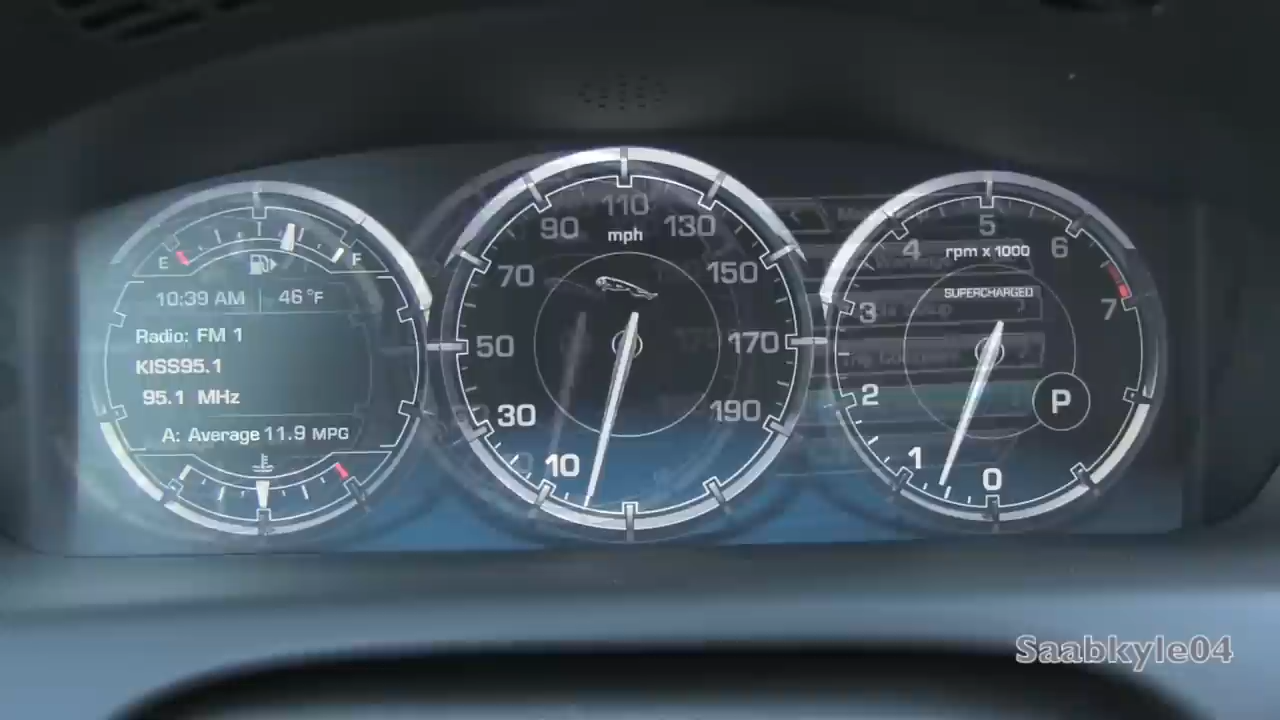 E F
10:39 AM 46°F
Radio: FM 1
KISS95.1
95.1 MHz
A: Average 11.9 MPG
110
90 130
mph
70 150
50 170
30 190
10
5
4 6
rpm x 1000
SUPERCHARGED
3 7
2 P
1 0
Saabkyle04